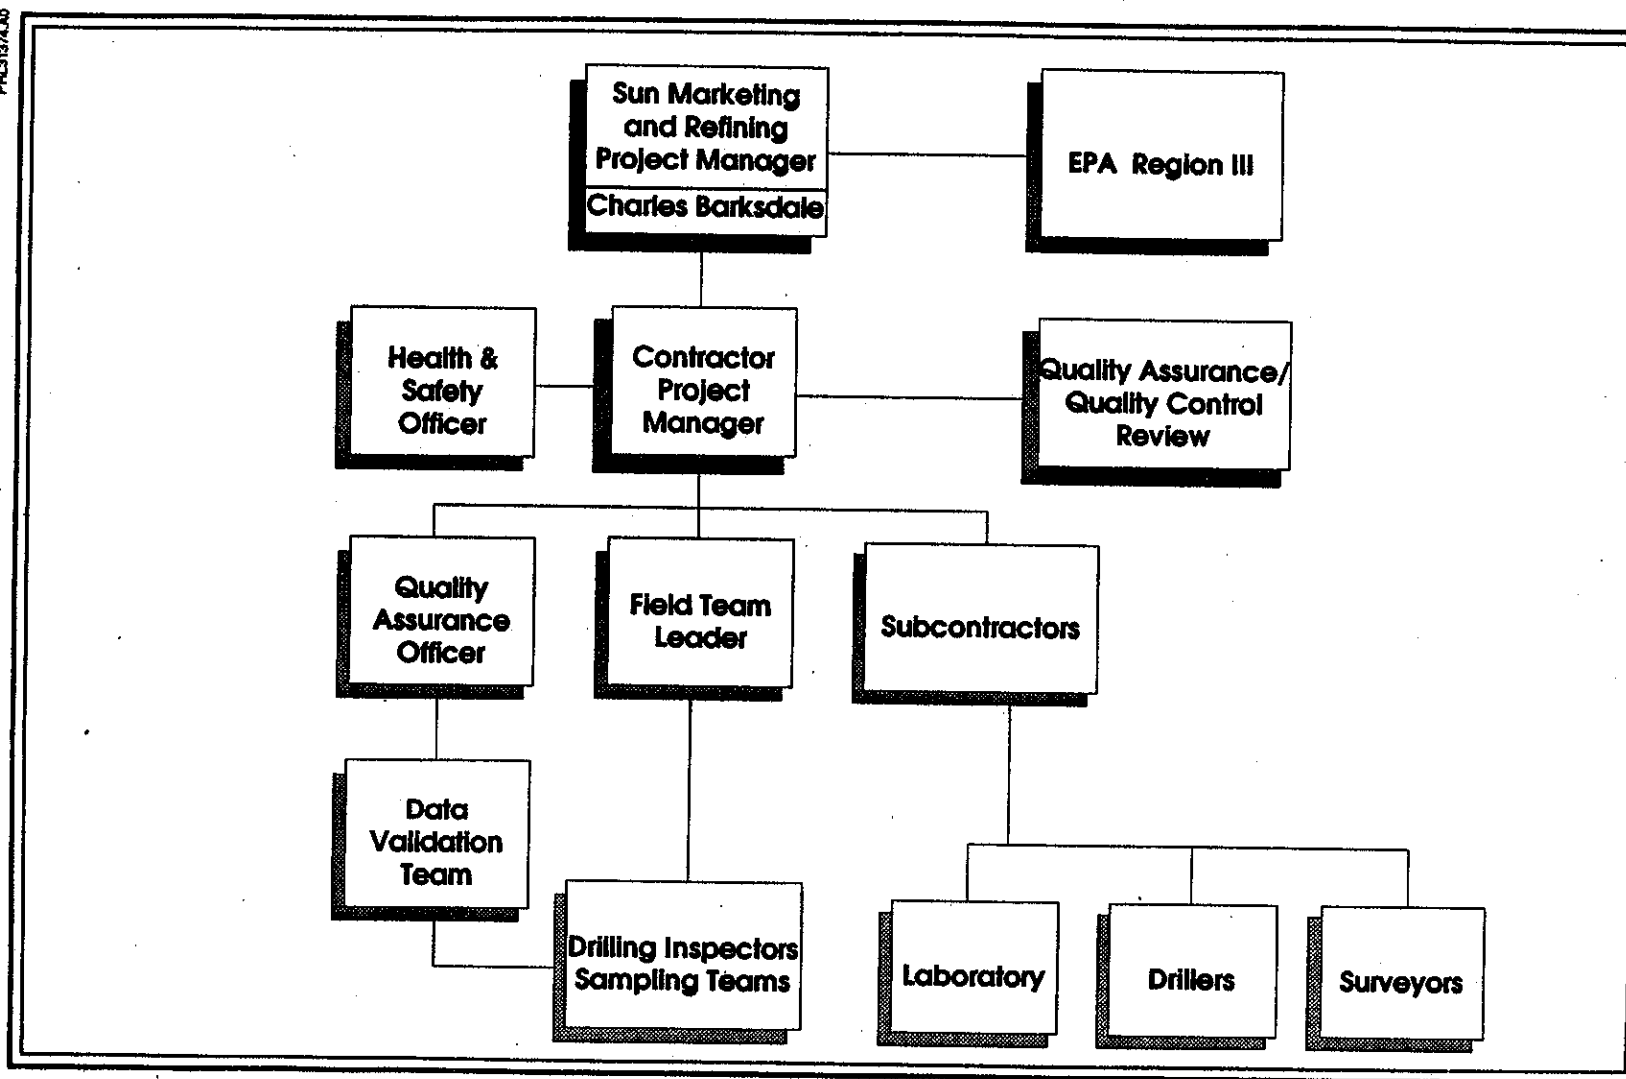 PHL31374.A0
Sun Marketing
and Refining
Project Manager
Charles Barksdale
EPA Region III
Health &
Safety
Officer
Contractor
Project
Manager
Quality Assurance/
Quality Control
Review
Quality
Assurance
Officer
Field Team
Leader
Subcontractors
Data
Validation
Team
Drilling Inspectors
Sampling Teams
Laboratory
Drillers
Surveyors